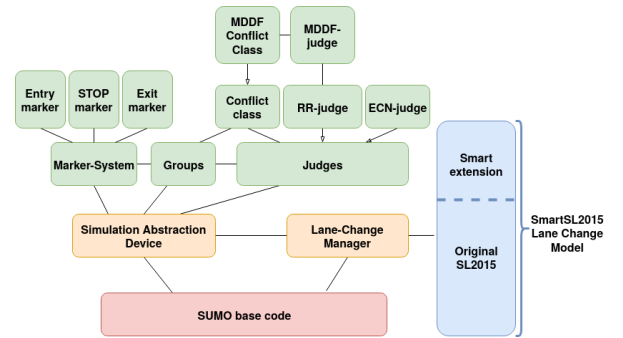 MDDF
Conflict
Class
MDDF-
judge
Entry
marker
STOP
marker
Exit
marker
Conflict
class
RR-judge
ECN-judge
Marker-System
Groups
Judges
Smart
extension
Simulation Abstraction
Device
Lane-Change
Manager
Original
SL2015
SmartSL2015
Lane Change
Model
SUMO base code